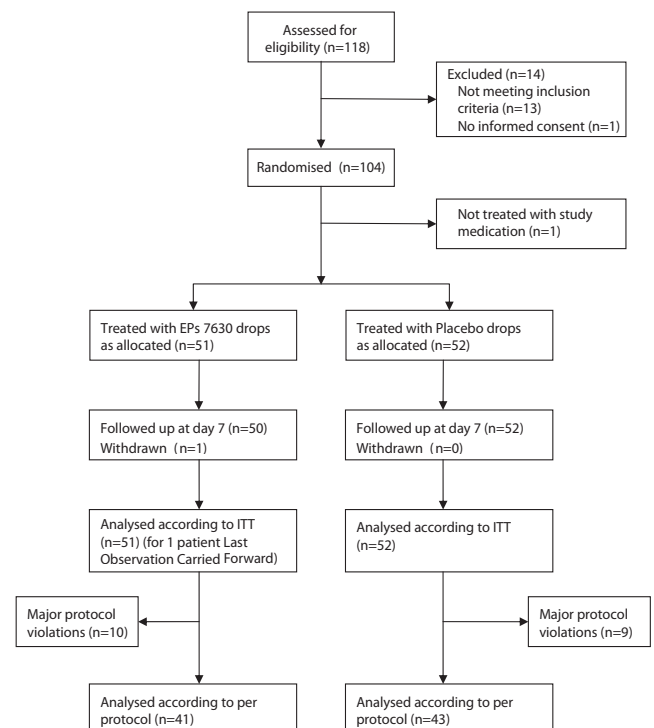 Assessed for
eligibility (n=118)
Excluded (n=14)
Not meeting inclusion
criteria (n=13)
No informed consent (n=1)
Randomised (n=104)
Not treated with study
medication (n=1)
Treated with EPs 7630 drops
as allocated (n=51)
Treated with Placebo drops
as allocated (n=52)
Followed up at day 7 (n=50)
Withdrawn (n=1)
Followed up at day 7 (n=52)
Withdrawn (n=0)
Analysed according to ITT
(n=51) (for 1 patient Last
Observation Carried Forward)
Analysed according to ITT
(n=52)
Major protocol
violations (n=10)
Major protocol
violations (n=9)
Analysed according to per
protocol (n=41)
Analysed according to per
protocol (n=43)